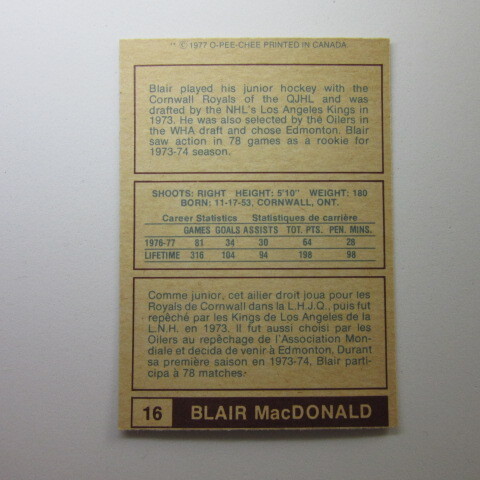 ** © 1977 O-PEE-CHEE PRINTED IN CANADA
Blair played his junior hockey with the
Cornwall Royals of the QJHL and was
drafted by the NHL's Los Angeles Kings in
1973. He was also selected by the Oilers in
the WHA draft and chose Edmonton. Blair
saw action in 78 games as a rookie for
1973-74 season.
SHOOTS: RIGHT HEIGHT: 5'10" WEIGHT: 180
BORN: 11-17-53, CORNWALL, ONT.
Career Statistics Statistiques de carrière
GAMES GOALS ASSISTS TOT. PTS. PEN. MINS.
1976-77 81 34 30 64 28
LIFETIME 316 104 94 198 98
Comme junior, cet ailier droit joua pour les
Royals de Cornwall dans la L.H.J.Q., puis fut
repêché par les Kings de Los Angeles de la
L.N.H. en 1973. Il fut aussi choisi par les
Oilers au repêchage de l'Association Mon-
diale et decida de venir à Edmonton. Durant
sa première saison en 1973-74, Blair parti-
cipa à 78 matches.
16 BLAIR MacDONALD